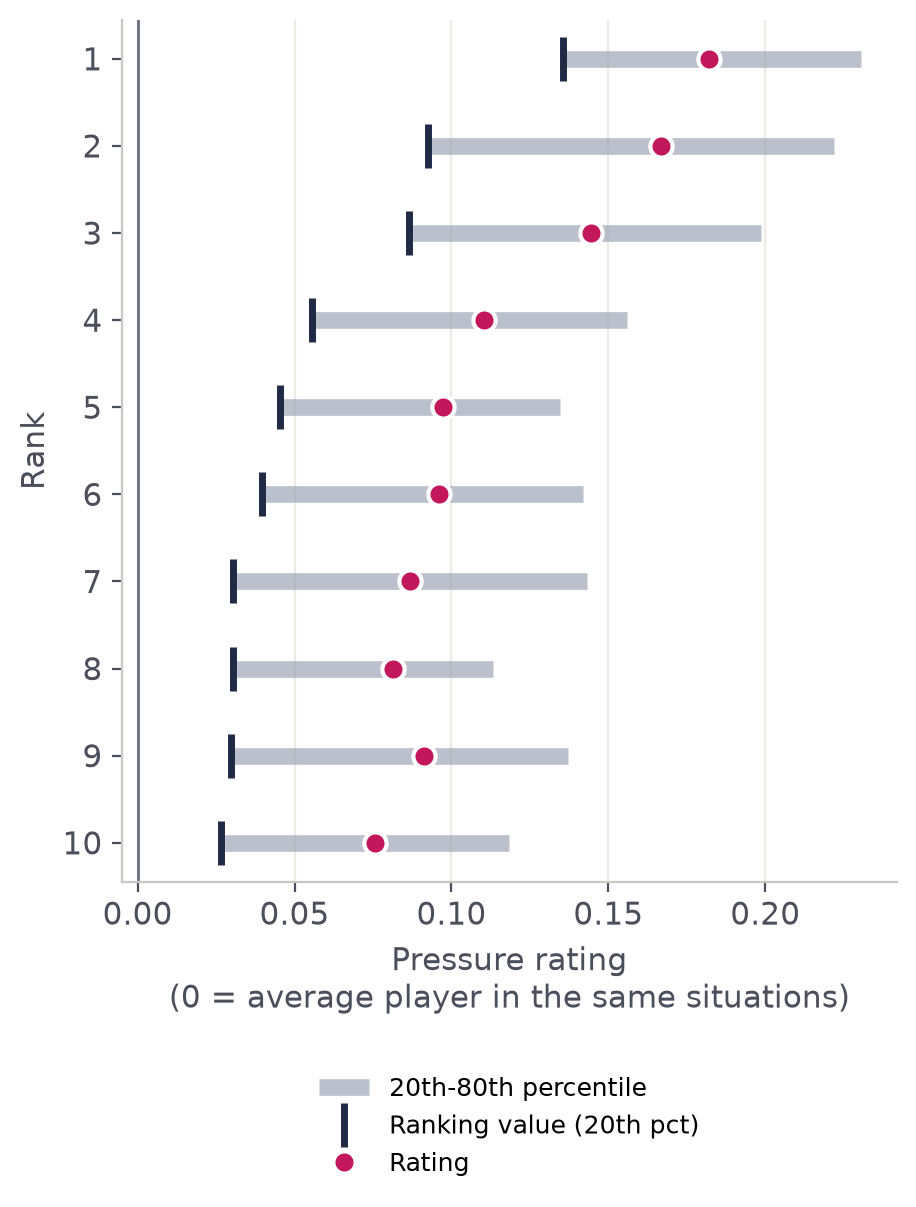 1
2
3
4
5
6
7
8
9
10
Rank
0.00 0.05 0.10 0.15 0.20
Pressure rating
(0 = average player in the same situations)
20th-80th percentile
Ranking value (20th pct)
Rating